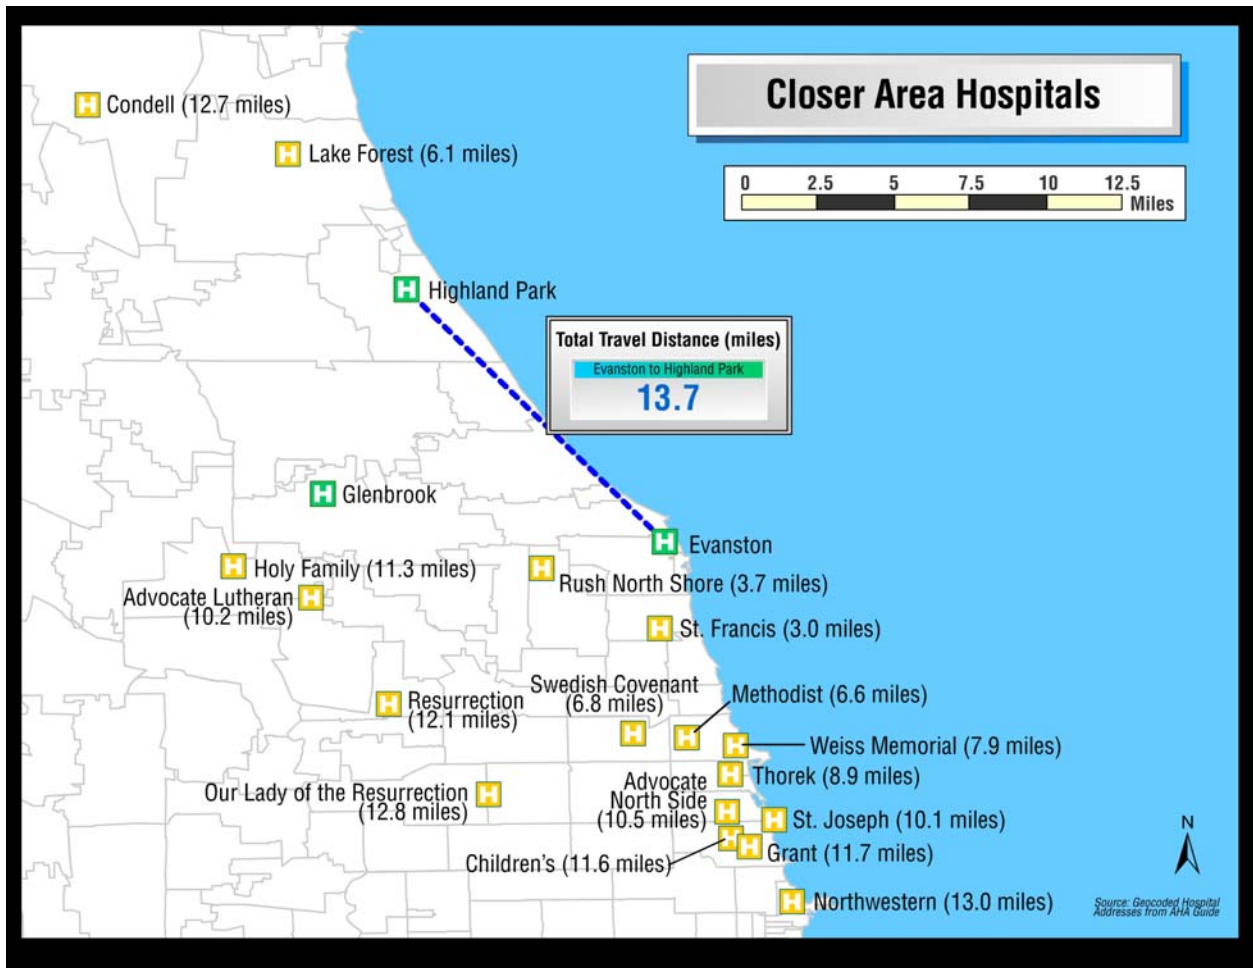 Closer Area Hospitals
0 2.5 5 7.5 10 12.5
Miles
H Condell (12.7 miles)
H Lake Forest (6.1 miles)
H Highland Park
Total Travel Distance (miles)
Evanston to Highland Park
13.7
H Glenbrook
H Evanston
H Holy Family (11.3 miles)
H Rush North Shore (3.7 miles)
Advocate Lutheran H
(10.2 miles)
H St. Francis (3.0 miles)
Swedish Covenant
(6.8 miles)
H
Methodist (6.6 miles)
H
H Resurrection
(12.1 miles)
H Weiss Memorial (7.9 miles)
H Thorek (8.9 miles)
Our Lady of the Resurrection H
(12.8 miles)
Advocate
North Side
(10.5 miles)
H
H St. Joseph (10.1 miles)
Children's (11.6 miles) H
H Grant (11.7 miles)
H Northwestern (13.0 miles)
N
Source: Geocoded Hospital
Addresses from AHA Guide